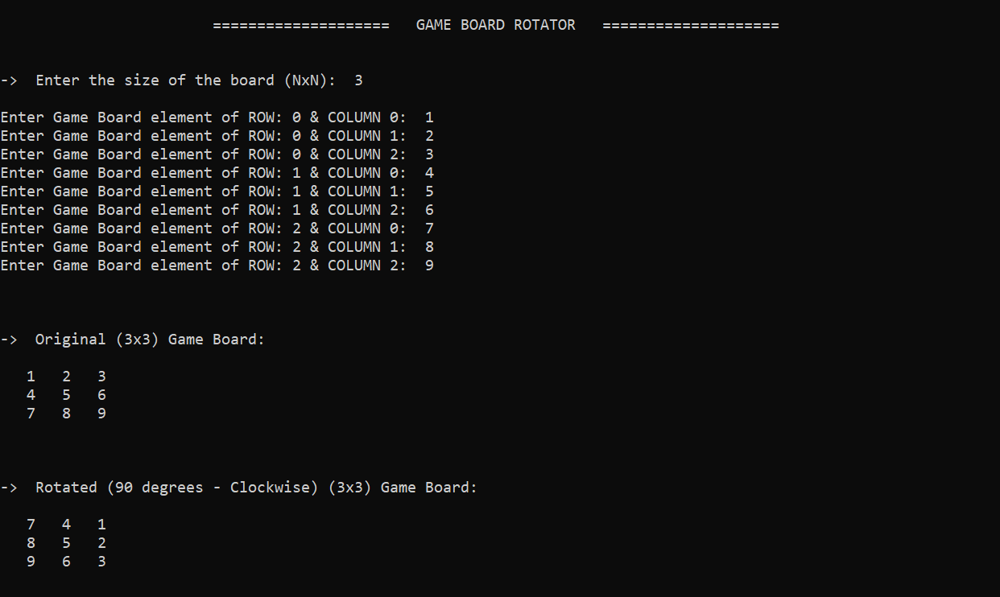 ====================   GAME BOARD ROTATOR   ====================
->  Enter the size of the board (NxN):  3
Enter Game Board element of ROW: 0 & COLUMN 0:  1
Enter Game Board element of ROW: 0 & COLUMN 1:  2
Enter Game Board element of ROW: 0 & COLUMN 2:  3
Enter Game Board element of ROW: 1 & COLUMN 0:  4
Enter Game Board element of ROW: 1 & COLUMN 1:  5
Enter Game Board element of ROW: 1 & COLUMN 2:  6
Enter Game Board element of ROW: 2 & COLUMN 0:  7
Enter Game Board element of ROW: 2 & COLUMN 1:  8
Enter Game Board element of ROW: 2 & COLUMN 2:  9
->  Original (3x3) Game Board:
1   2   3
4   5   6
7   8   9
->  Rotated (90 degrees - Clockwise) (3x3) Game Board:
7   4   1
8   5   2
9   6   3